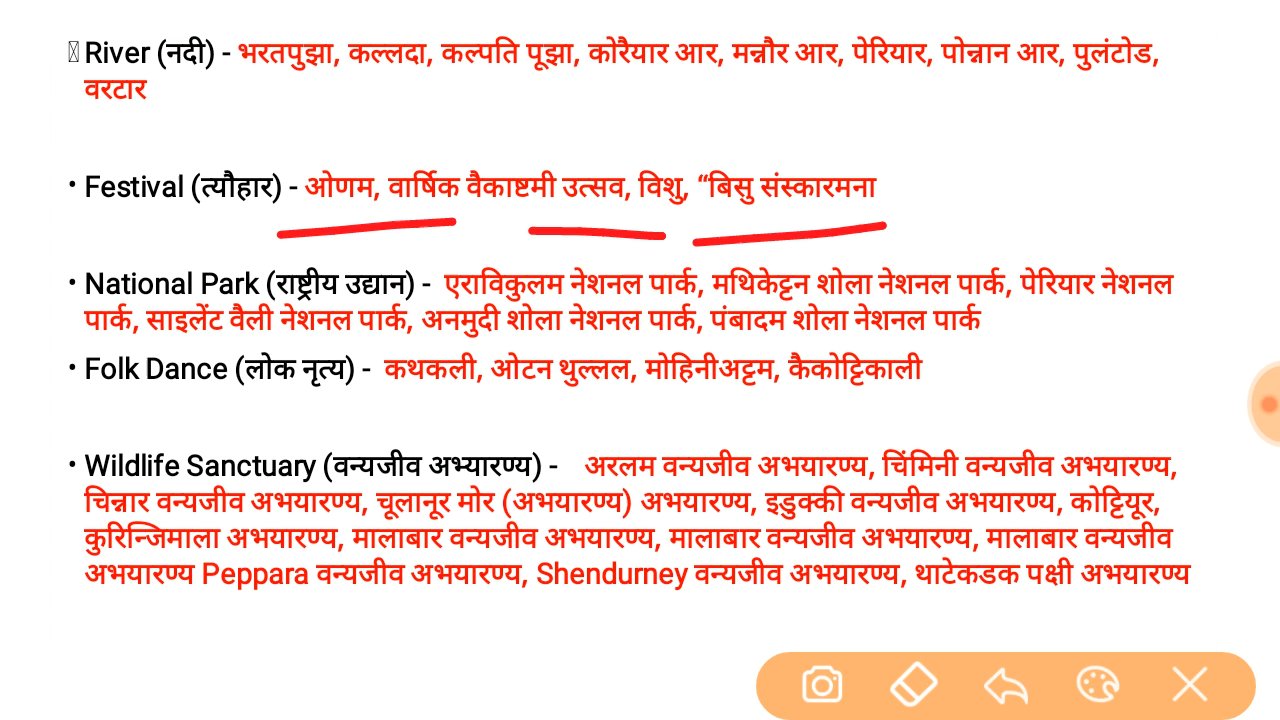 River (नदी) - भरतपुझा, कल्लदा, कल्पति पूझा, कोरैयार आर, मन्नौर आर, पेरियार, पोन्नान आर, पुलंटोड,
वरटार
• Festival (त्यौहार) - ओणम, वार्षिक वैकाष्टमी उत्सव, विशु, “बिसु संस्कारमना
• National Park (राष्ट्रीय उद्यान) - एराविकुलम नेशनल पार्क, मथिकेट्टन शोला नेशनल पार्क, पेरियार नेशनल
पार्क, साइलेंट वैली नेशनल पार्क, अनमुदी शोला नेशनल पार्क, पंबादम शोला नेशनल पार्क
• Folk Dance (लोक नृत्य) - कथकली, ओटन थुल्लल, मोहिनीअट्टम, कैकोट्टिकाली
• Wildlife Sanctuary (वन्यजीव अभ्यारण्य) - अरलम वन्यजीव अभयारण्य, चिंमिनी वन्यजीव अभयारण्य,
चिन्नार वन्यजीव अभयारण्य, चूलानूर मोर (अभयारण्य) अभयारण्य, इडुक्की वन्यजीव अभयारण्य, कोट्टियूर,
कुरिन्जिमाला अभयारण्य, मालाबार वन्यजीव अभयारण्य, मालाबार वन्यजीव अभयारण्य, मालाबार वन्यजीव
अभयारण्य Peppara वन्यजीव अभयारण्य, Shendurney वन्यजीव अभयारण्य, थाटेकडक पक्षी अभयारण्य